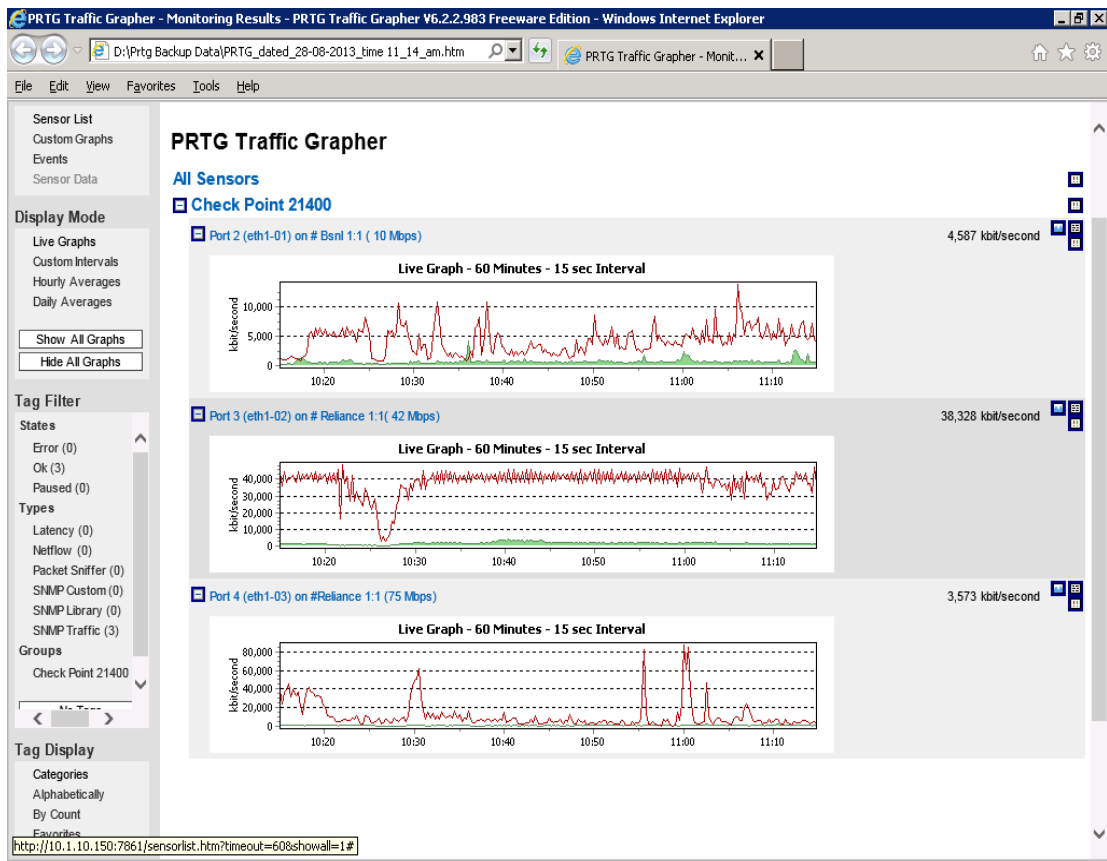 PRTG Traffic Grapher - Monitoring Results - PRTG Traffic Grapher V6.2.2.983 Freeware Edition - Windows Internet Explorer
D:\Prtg Backup Data\PRTG_dated_28-08-2013_time 11_14_am.htm
PRTG Traffic Grapher - Monit...
File Edit View Favorites Tools Help
Sensor List
Custom Graphs
Events
Sensor Data
Display Mode
Live Graphs
Custom Intervals
Hourly Averages
Daily Averages
Show All Graphs
Hide All Graphs
Tag Filter
States
Error (0)
Ok (3)
Paused (0)
Types
Latency (0)
Netflow (0)
Packet Sniffer (0)
SNMP Custom (0)
SNMP Library (0)
SNMP Traffic (3)
Groups
Check Point 21400
No Tags
Tag Display
Categories
Alphabetically
By Count
Favorites
http://10.1.10.150:7861/sensorlist.htm?timeout=60&showall=1#
PRTG Traffic Grapher
All Sensors
Check Point 21400
Port 2 (eth1-01) on # Bsnl 1:1 ( 10 Mbps)
4,587 kbit/second
Live Graph - 60 Minutes - 15 sec Interval
kbit/second
10,000
5,000
0
10:20 10:30 10:40 10:50 11:00 11:10
Port 3 (eth1-02) on # Reliance 1:1( 42 Mbps)
38,328 kbit/second
Live Graph - 60 Minutes - 15 sec Interval
kbit/second
40,000
30,000
20,000
10,000
0
10:20 10:30 10:40 10:50 11:00 11:10
Port 4 (eth1-03) on #Reliance 1:1 (75 Mbps)
3,573 kbit/second
Live Graph - 60 Minutes - 15 sec Interval
kbit/second
80,000
60,000
40,000
20,000
0
10:20 10:30 10:40 10:50 11:00 11:10